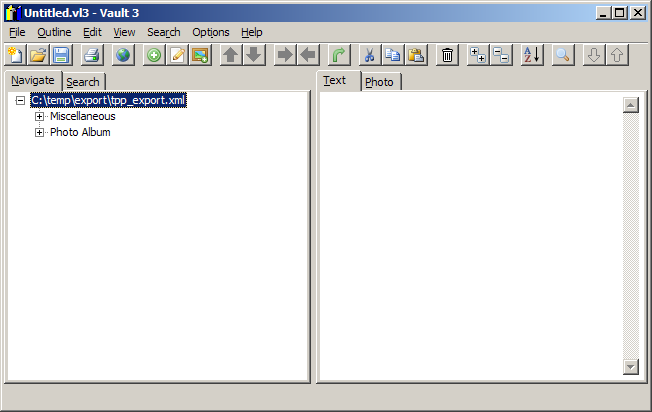 Untitled.vl3 - Vault 3
File Outline Edit View Search Options Help
Navigate Search
Text Photo
C:\temp\export\tpp_export.xml
Miscellaneous
Photo Album